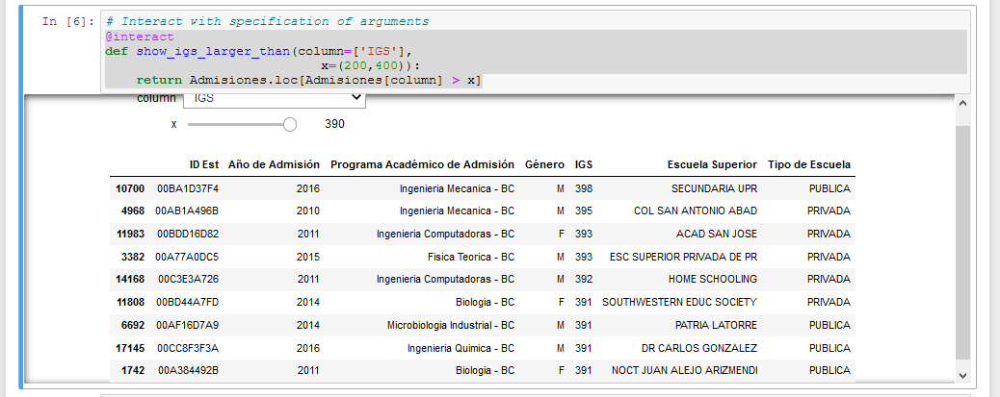 In [6]: # Interact with specification of arguments
@interact
def show_igs_larger_than(column=['IGS'],
x=(200,400)):
return Admisiones.loc[Admisiones[column] > x]
column IGS
x 390
ID Est Año de Admisión Programa Académico de Admisión Género IGS Escuela Superior Tipo de Escuela
10700 00BA1D37F4 2016 Ingenieria Mecanica - BC M 398 SECUNDARIA UPR PUBLICA
4968 00AB1A496B 2010 Ingenieria Mecanica - BC M 395 COL SAN ANTONIO ABAD PRIVADA
11983 00BDD16D82 2011 Ingenieria Computadoras - BC F 393 ACAD SAN JOSE PRIVADA
3382 00A77A0DC5 2015 Fisica Teorica - BC M 393 ESC SUPERIOR PRIVADA DE PR PRIVADA
14168 00C3E3A726 2011 Ingenieria Computadoras - BC M 392 HOME SCHOOLING PRIVADA
11808 00BD44A7FD 2014 Biologia - BC F 391 SOUTHWESTERN EDUC SOCIETY PRIVADA
6692 00AF16D7A9 2014 Microbiologia Industrial - BC M 391 PATRIA LATORRE PUBLICA
17145 00CC8F3F3A 2016 Ingenieria Quimica - BC M 391 DR CARLOS GONZALEZ PUBLICA
1742 00A384492B 2011 Biologia - BC F 391 NOCT JUAN ALEJO ARIZMENDI PUBLICA